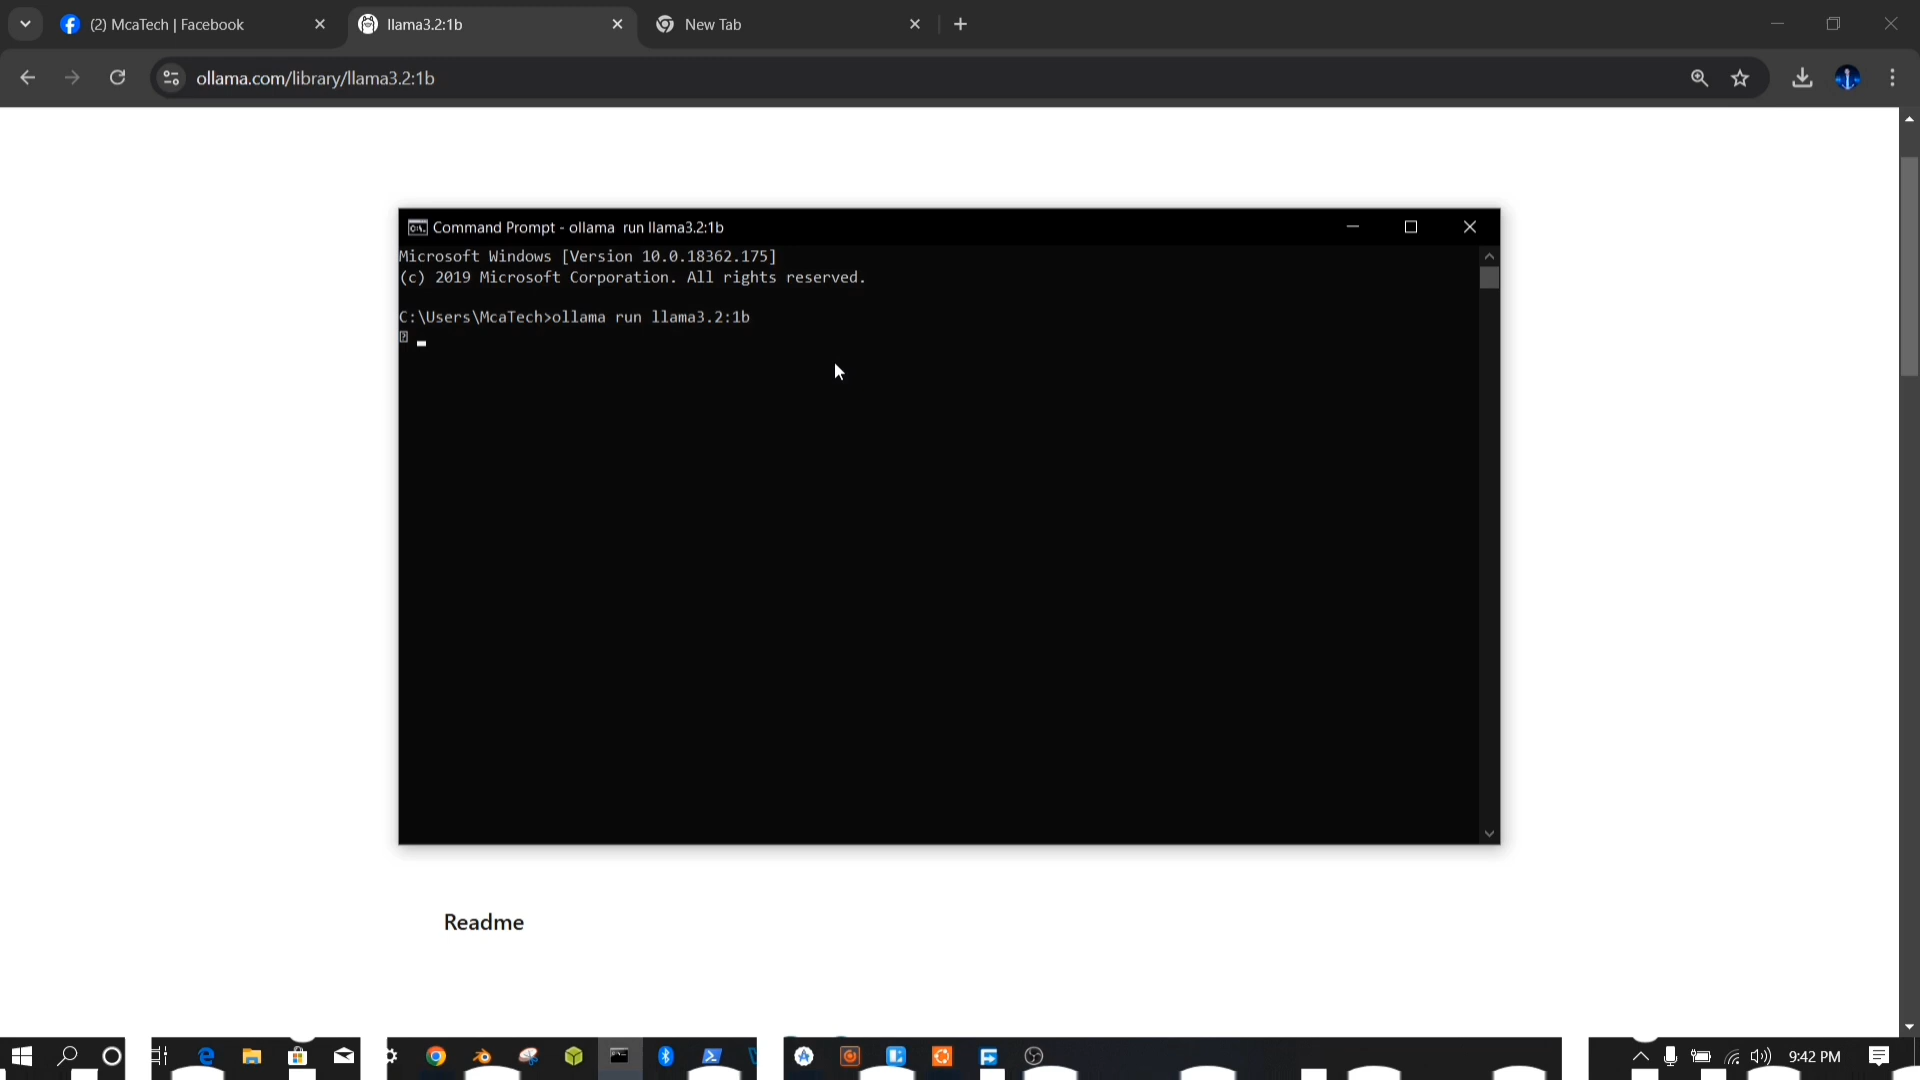 (2) McaTech | Facebook
llama3.2:1b
New Tab
ollama.com/library/llama3.2:1b
Command Prompt - ollama  run llama3.2:1b
Microsoft Windows [Version 10.0.18362.175]
(c) 2019 Microsoft Corporation. All rights reserved.
C:\Users\McaTech>ollama run llama3.2:1b
Readme
9:42 PM